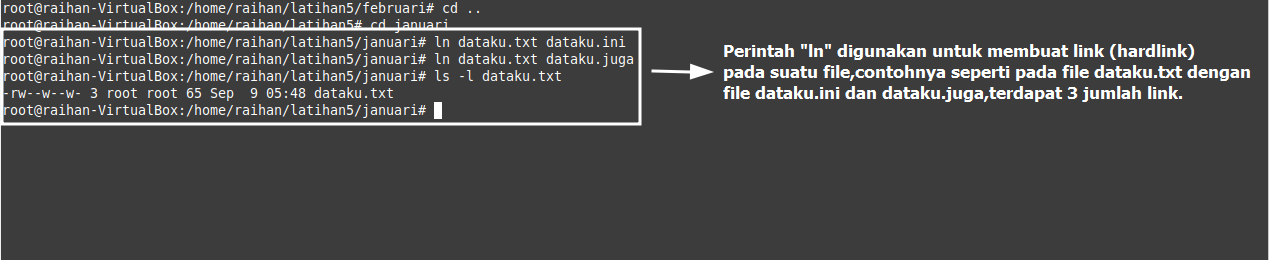 root@raihan-VirtualBox:/home/raihan/latihan5/februari# cd ..
root@raihan-VirtualBox:/home/raihan/latihan5# cd januari
root@raihan-VirtualBox:/home/raihan/latihan5/januari# ln dataku.txt dataku.ini
root@raihan-VirtualBox:/home/raihan/latihan5/januari# ln dataku.txt dataku.juga
root@raihan-VirtualBox:/home/raihan/latihan5/januari# ls -l dataku.txt
-rw--w--w- 3 root root 65 Sep  9 05:48 dataku.txt
root@raihan-VirtualBox:/home/raihan/latihan5/januari#
Perintah "ln" digunakan untuk membuat link (hardlink)
pada suatu file,contohnya seperti pada file dataku.txt dengan
file dataku.ini dan dataku.juga,terdapat 3 jumlah link.